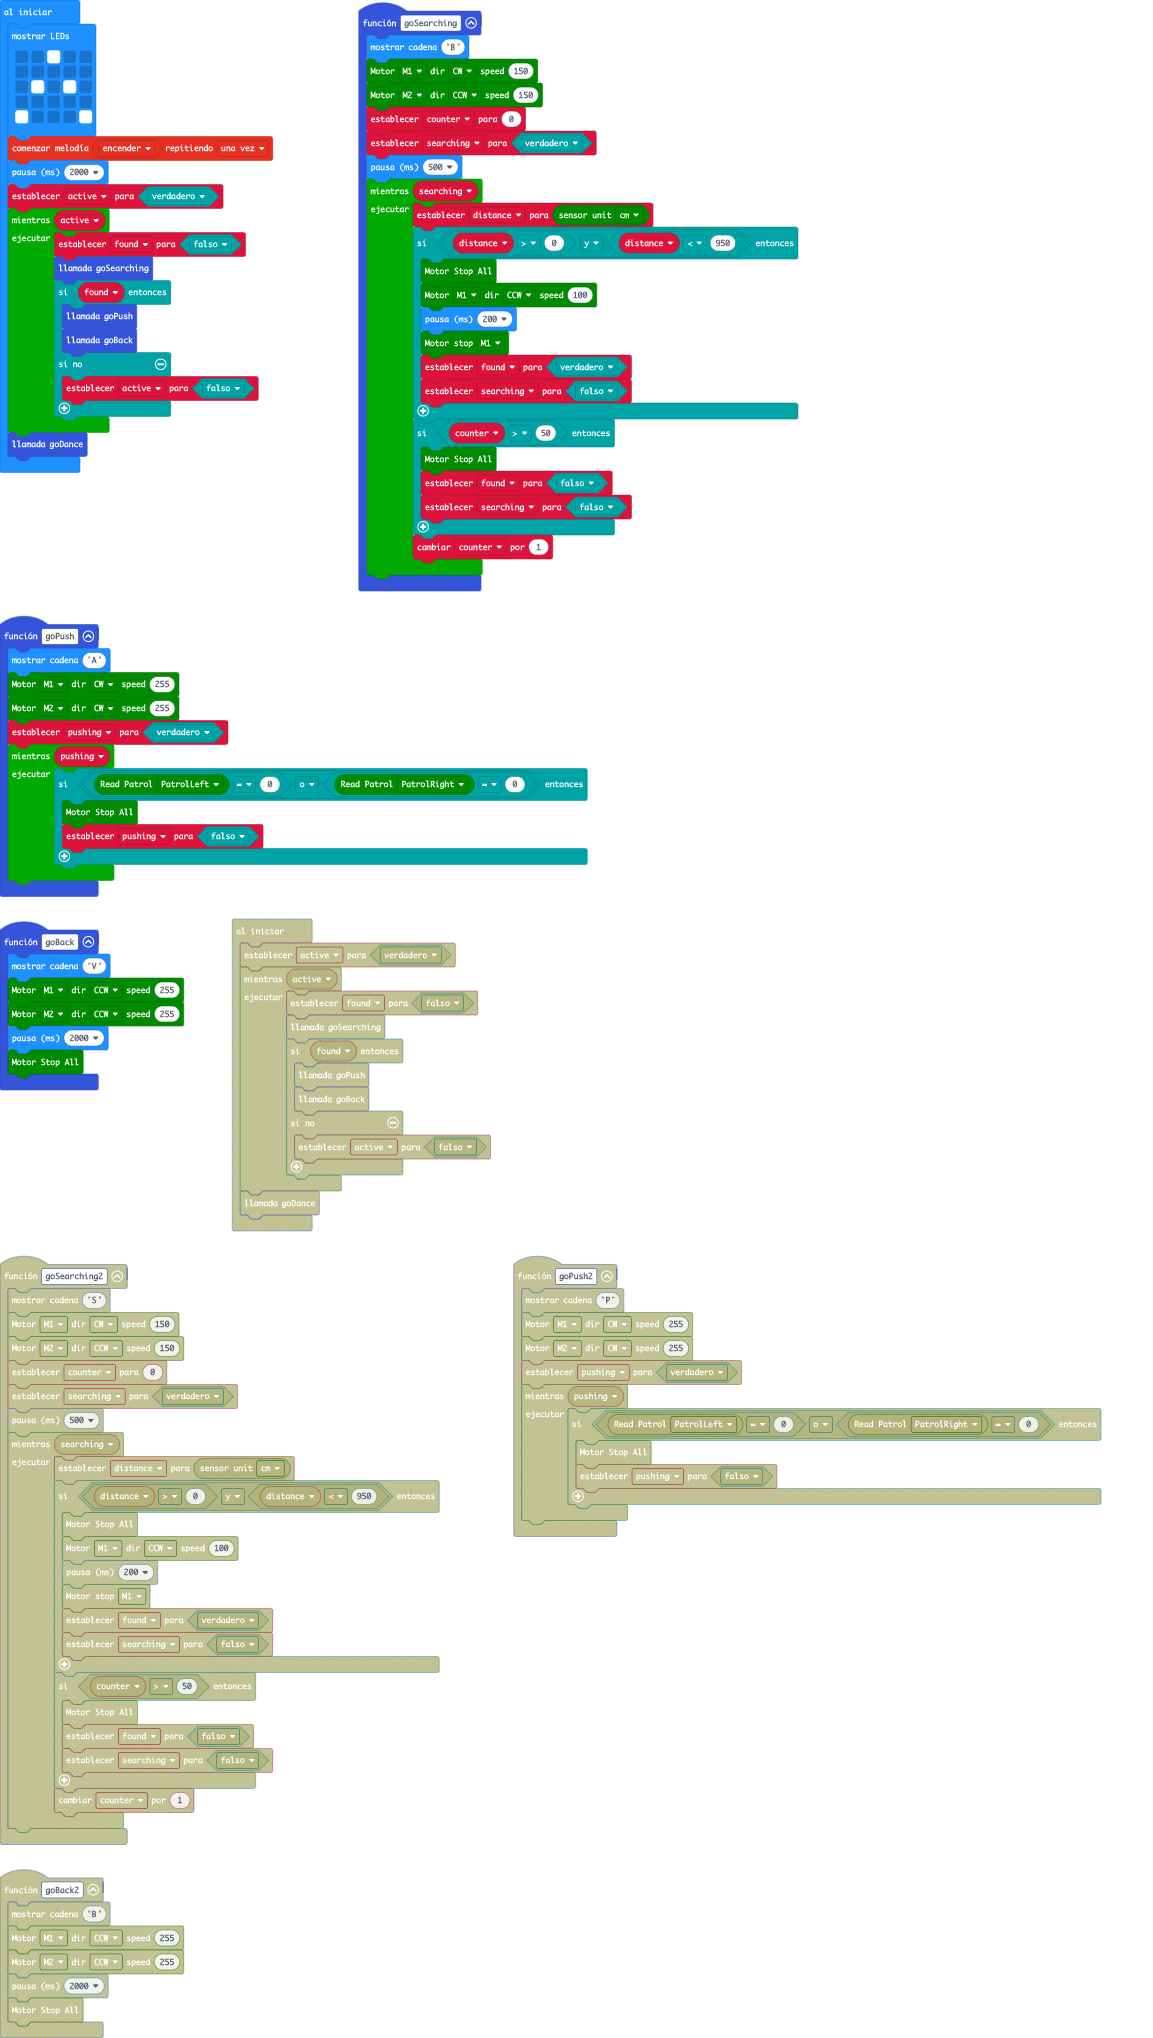 al iniciar
mostrar LEDs
comenzar melodía encender repitiendo una vez
pausa (ms) 2000
establecer active para verdadero
mientras active
ejecutar
establecer found para falso
llamada goSearching
si found entonces
llamada goPush
llamada goBack
si no
establecer active para falso
llamada goDance
función goSearching
mostrar cadena "B"
Motor M1 dir CW speed 150
Motor M2 dir CCW speed 150
establecer counter para 0
establecer searching para verdadero
pausa (ms) 500
mientras searching
ejecutar
establecer distance para sensor unit cm
si distance > 0 y distance < 950 entonces
Motor Stop All
Motor M1 dir CCW speed 100
pausa (ms) 200
Motor stop M1
establecer found para verdadero
establecer searching para falso
si counter > 50 entonces
Motor Stop All
establecer found para falso
establecer searching para falso
cambiar counter por 1
función goPush
mostrar cadena "A"
Motor M1 dir CW speed 255
Motor M2 dir CW speed 255
establecer pushing para verdadero
mientras pushing
ejecutar
si Read Patrol PatrolLeft = 0 o Read Patrol PatrolRight = 0 entonces
Motor Stop All
establecer pushing para falso
función goBack
mostrar cadena "V"
Motor M1 dir CCW speed 255
Motor M2 dir CCW speed 255
pausa (ms) 2000
Motor Stop All
al iniciar
establecer active para verdadero
mientras active
ejecutar
establecer found para falso
llamada goSearching
si found entonces
llamada goPush
llamada goBack
si no
establecer active para falso
llamada goDance
función goSearching2
mostrar cadena "S"
Motor M1 dir CW speed 150
Motor M2 dir CCW speed 150
establecer counter para 0
establecer searching para verdadero
pausa (ms) 500
mientras searching
ejecutar
establecer distance para sensor unit cm
si distance > 0 y distance < 950 entonces
Motor Stop All
Motor M1 dir CCW speed 100
pausa (ms) 200
Motor stop M1
establecer found para verdadero
establecer searching para falso
si counter > 50 entonces
Motor Stop All
establecer found para falso
establecer searching para falso
cambiar counter por 1
función goPush2
mostrar cadena "P"
Motor M1 dir CW speed 255
Motor M2 dir CW speed 255
establecer pushing para verdadero
mientras pushing
ejecutar
si Read Patrol PatrolLeft = 0 o Read Patrol PatrolRight = 0 entonces
Motor Stop All
establecer pushing para falso
función goBack2
mostrar cadena "B"
Motor M1 dir CCW speed 255
Motor M2 dir CCW speed 255
pausa (ms) 2000
Motor Stop All